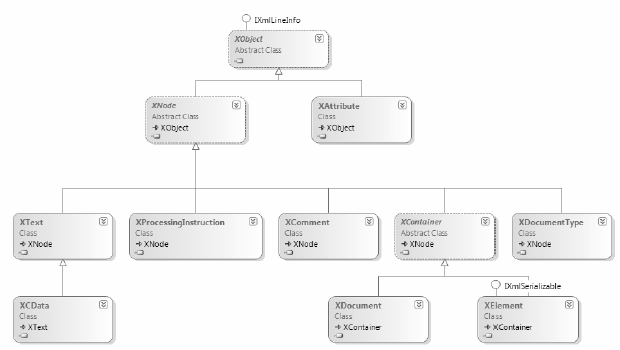 IXmlLineInfo
XObject
Abstract Class
XNode
Abstract Class
XObject
XAttribute
Class
XObject
XText
Class
XNode
XProcessingInstruction
Class
XNode
XComment
Class
XNode
XContainer
Abstract Class
XNode
XDocumentType
Class
XNode
IXmlSerializable
XCData
Class
XText
XDocument
Class
XContainer
XElement
Class
XContainer